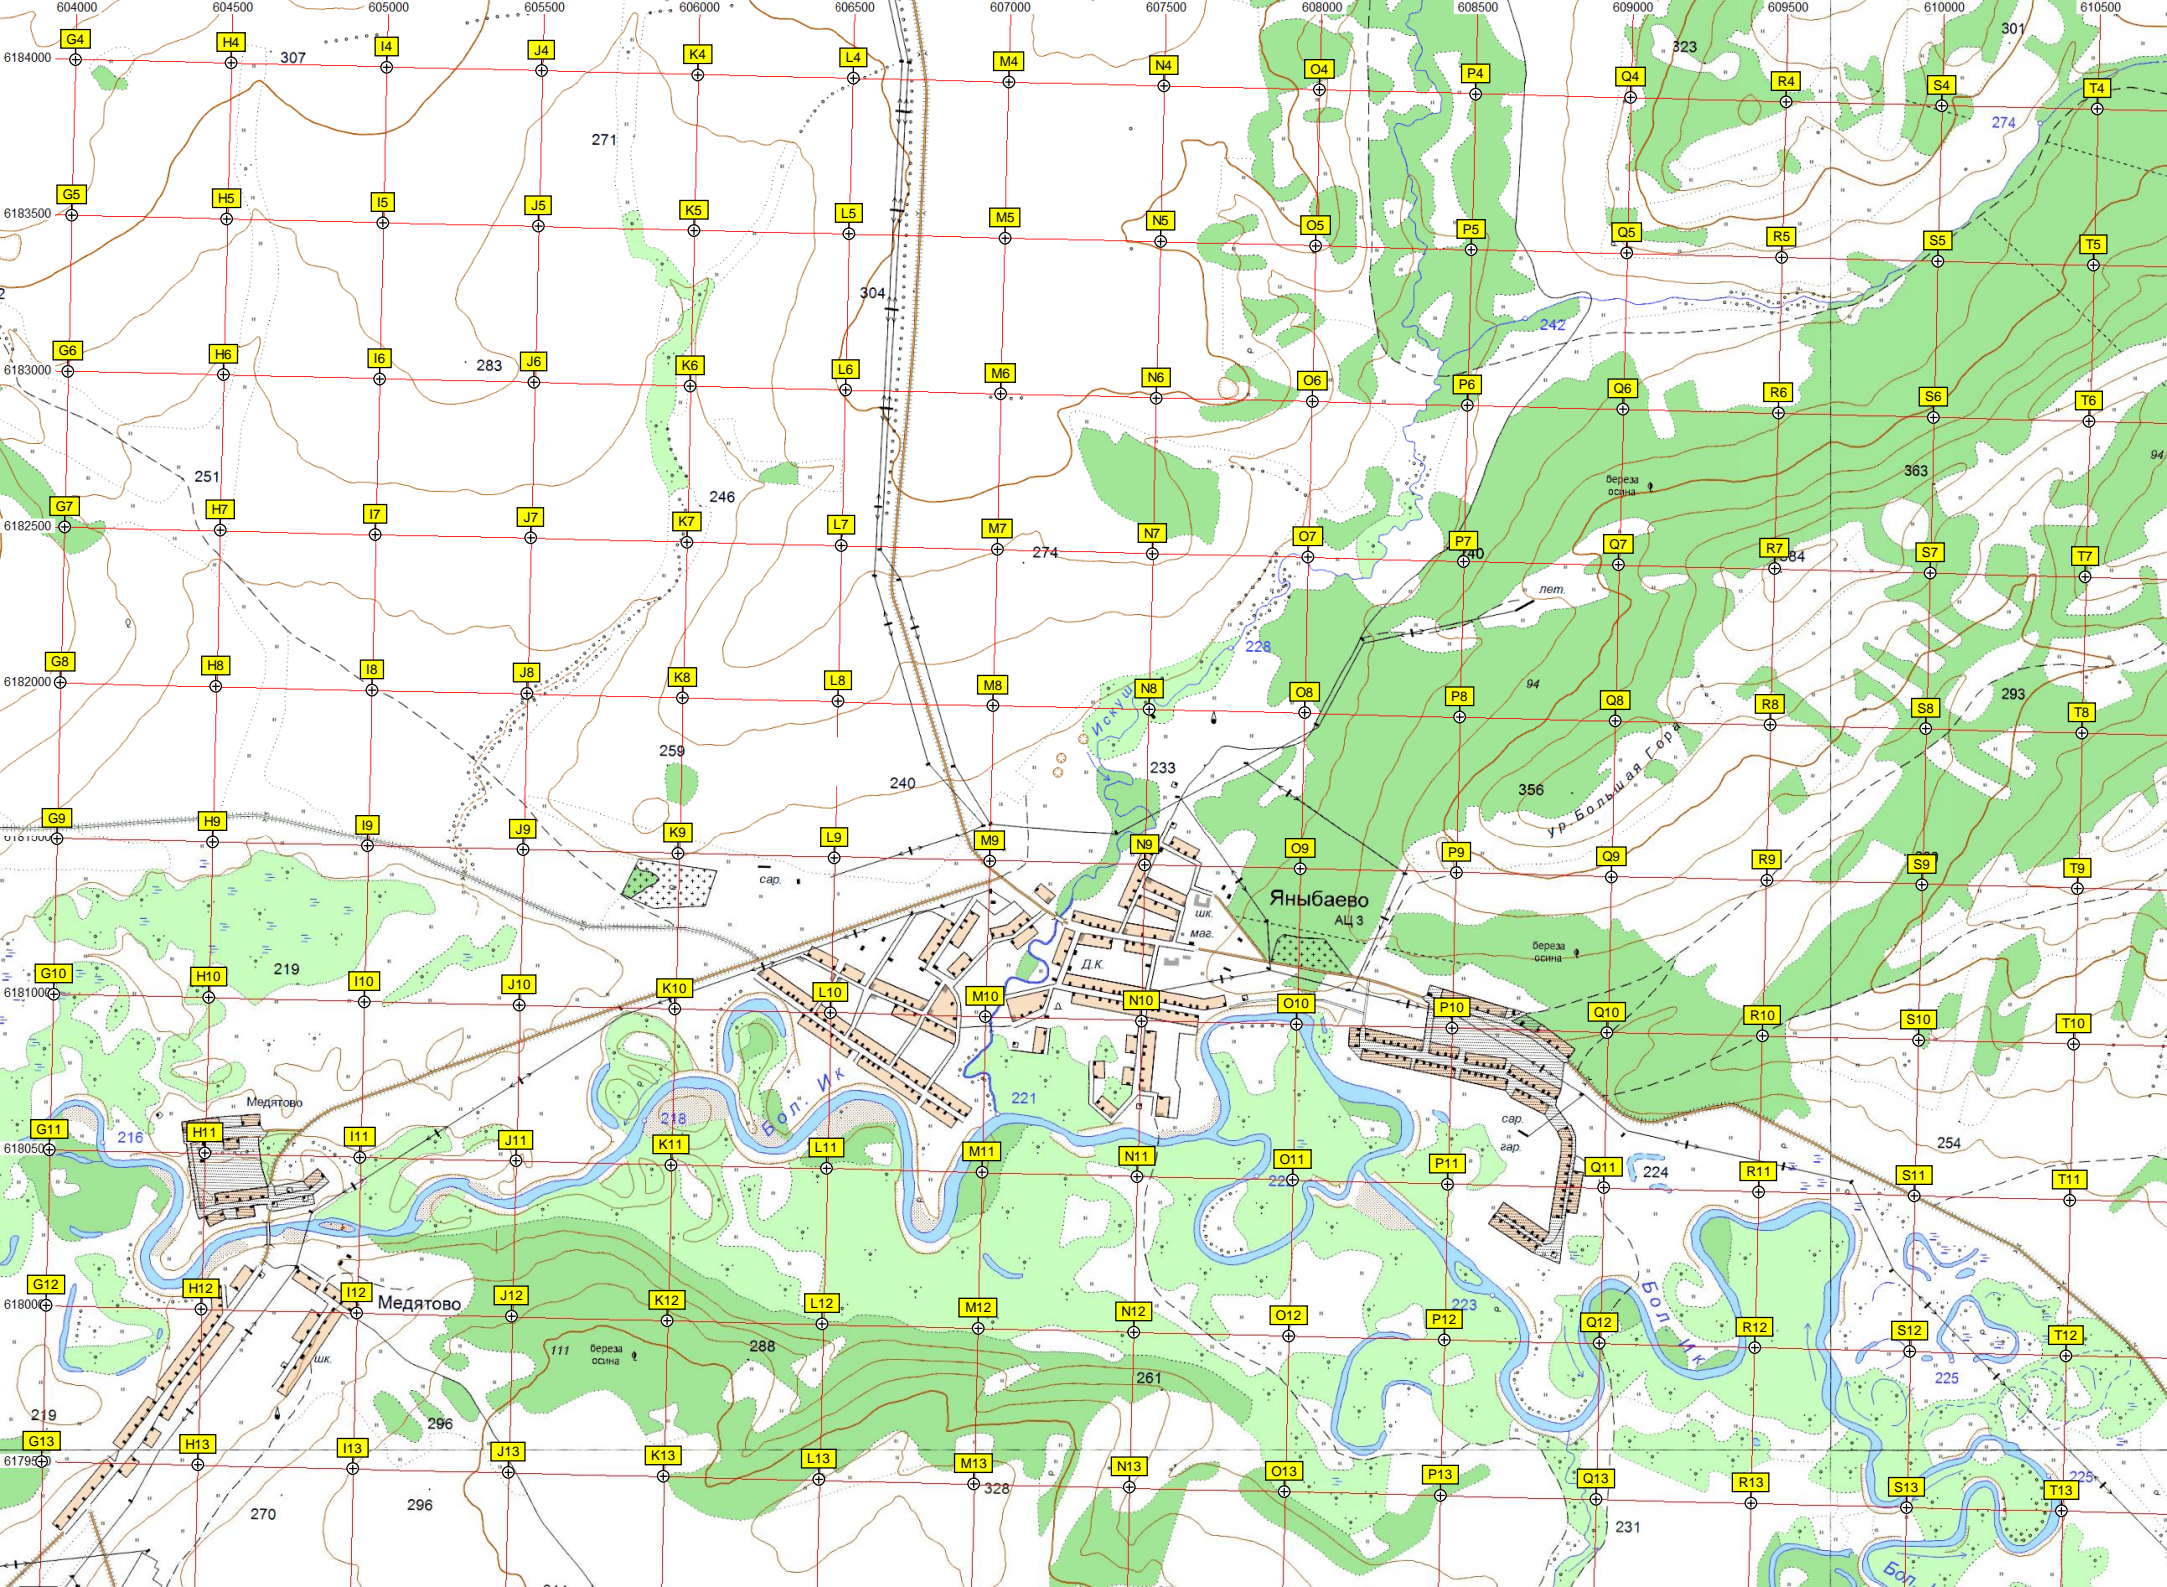 604000 604500 605000 605500 606000 606500 607000 607500 608000 608500 609000 609500 610000 610500
G4 H4 I4 J4 K4 L4 M4 N4 O4 P4 Q4 R4 S4 T4
6184000 307 323 301
271 274
G5 H5 I5 J5 K5 L5 M5 N5 O5 P5 Q5 R5 S5 T5
6183500
304 242
G6 H6 I6 J6 K6 L6 M6 N6 O6 P6 Q6 R6 S6 T6
6183000 283
251 246 береза 363 94
осина
G7 H7 I7 J7 K7 L7 M7 N7 O7 P7 Q7 R7 S7 T7
6182500 274
лет.
228
G8 H8 I8 J8 K8 L8 M8 N8 O8 P8 Q8 R8 S8 T8
6182000 94 293
259 240 233 356 ур. Большая Гора
G9 H9 I9 J9 K9 L9 M9 N9 O9 P9 Q9 R9 S9 T9
сар.
Яныбаево
шк. АЦ 3
маг.
219 Д.К. береза
осина
G10 H10 I10 J10 K10 L10 M10 N10 O10 P10 Q10 R10 S10 T10
6181000
Медятово 218 Бол Ик 221 сар.
216 гар. 254
G11 H11 I11 J11 K11 L11 M11 N11 O11 P11 Q11 R11 S11 T11
224
G12 H12 I12 J12 K12 L12 M12 N12 O12 P12 Q12 R12 S12 T12
Медятово 223 Бол Ик
шк. 111 береза 288 261 225
осина
219 296
G13 H13 I13 J13 K13 L13 M13 N13 O13 P13 Q13 R13 S13 T13
328 225
270 296 231
Бол.